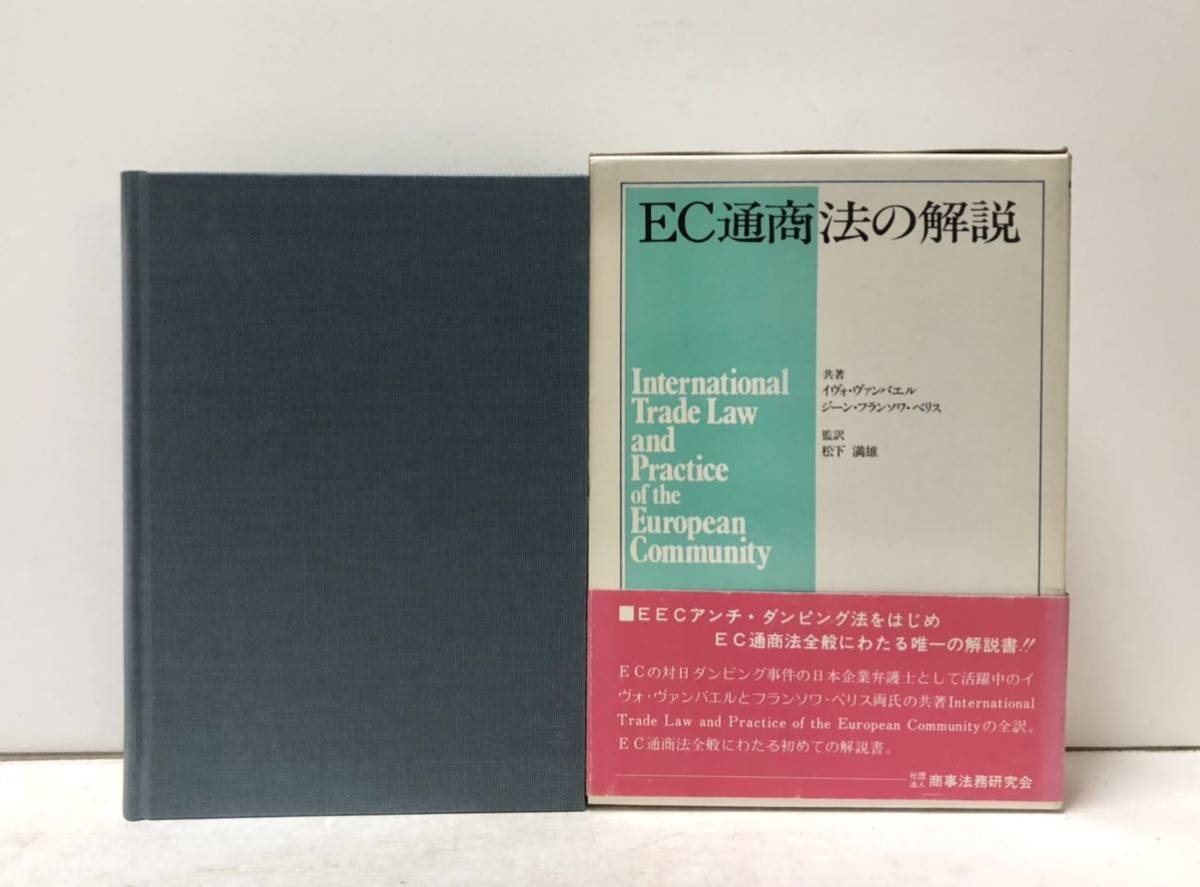 EC通商法の解説
International
Trade Law
and
Practice
of the
European
Community
共著
イヴォ・ヴァンバエル
ジーン・フランソワ・ベリス
監訳
松下 満雄
■EECアンチ・ダンピング法をはじめ
EC通商法全般にわたる唯一の解説書!!
ECの対日ダンピング事件の日本企業弁護士として活躍中のイ
ヴォ・ヴァンバエルとフランソワ・ベリス両氏の共著International
Trade Law and Practice of the European Communityの全訳。
EC通商法全般にわたる初めての解説書。
社団法人 商事法務研究会